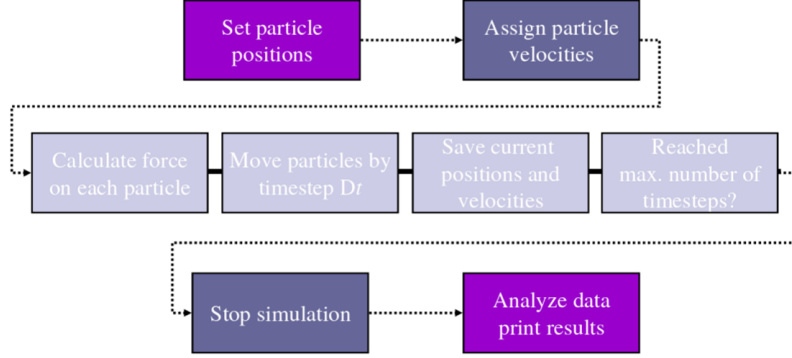 Set particle
positions
Assign particle
velocities
Calculate force
on each particle
Move particles by
timestep Dt
Save current
positions and
velocities
Reached
max. number of
timesteps?
Stop simulation
Analyze data
print results